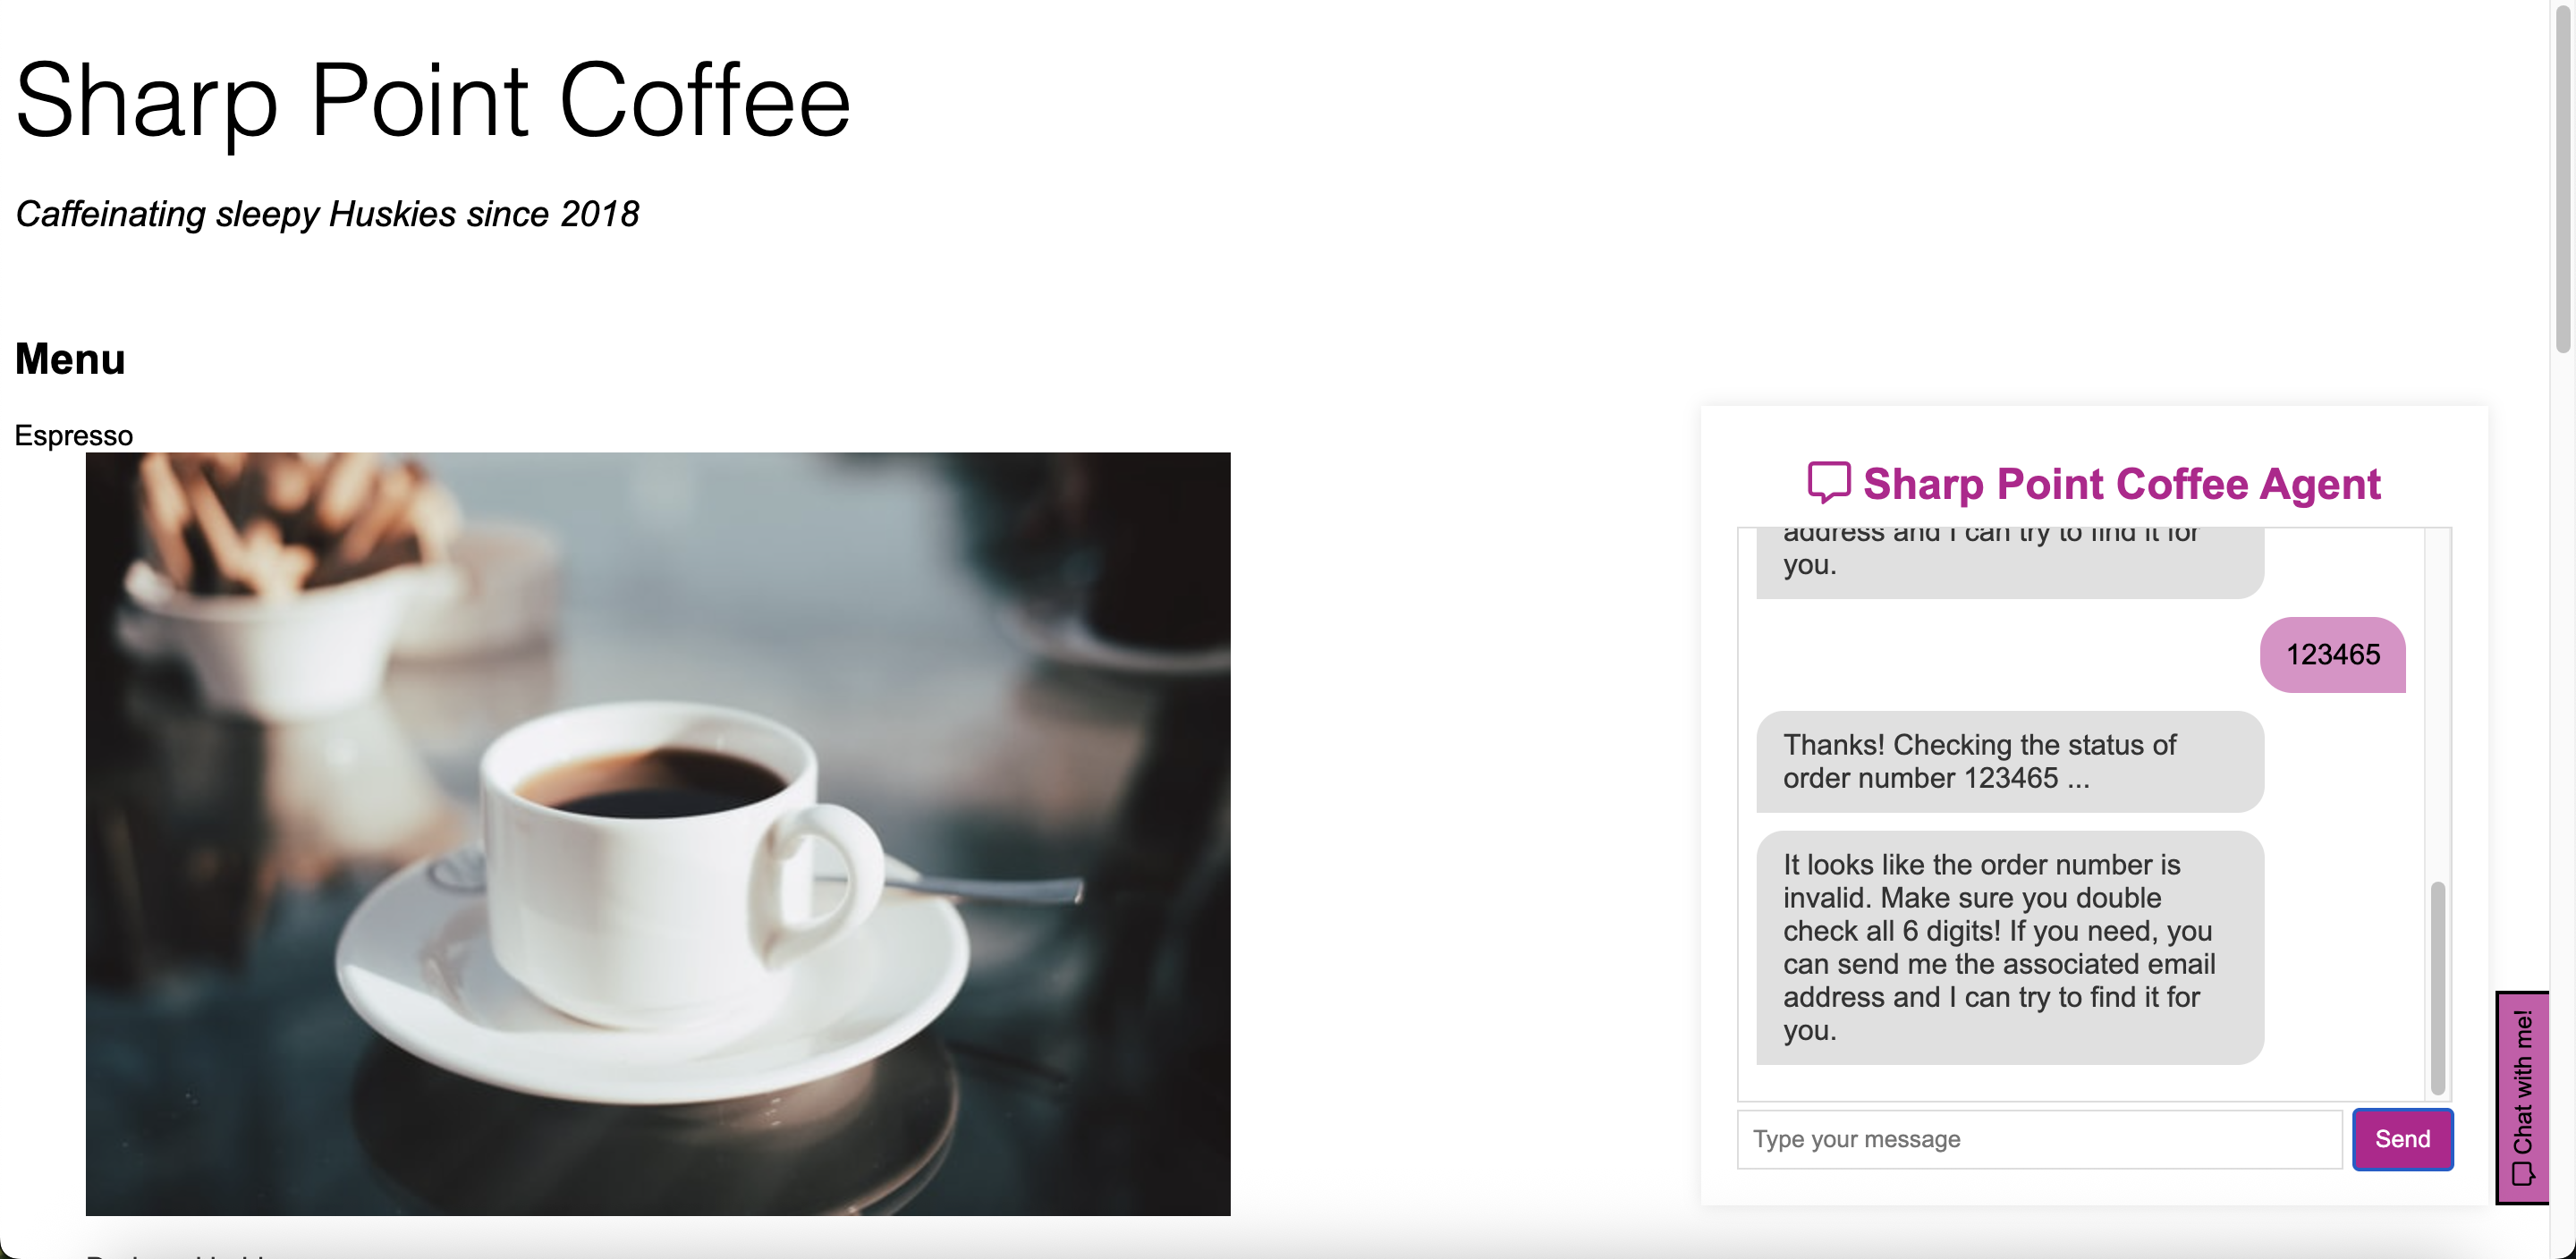 Sharp Point Coffee
Caffeinating sleepy Huskies since 2018
Menu
Espresso
Sharp Point Coffee Agent
address and I can try to find it for
you.
123465
Thanks! Checking the status of
order number 123465 ...
It looks like the order number is
invalid. Make sure you double
check all 6 digits! If you need, you
can send me the associated email
address and I can try to find it for
you.
Type your message
Send
Chat with me!